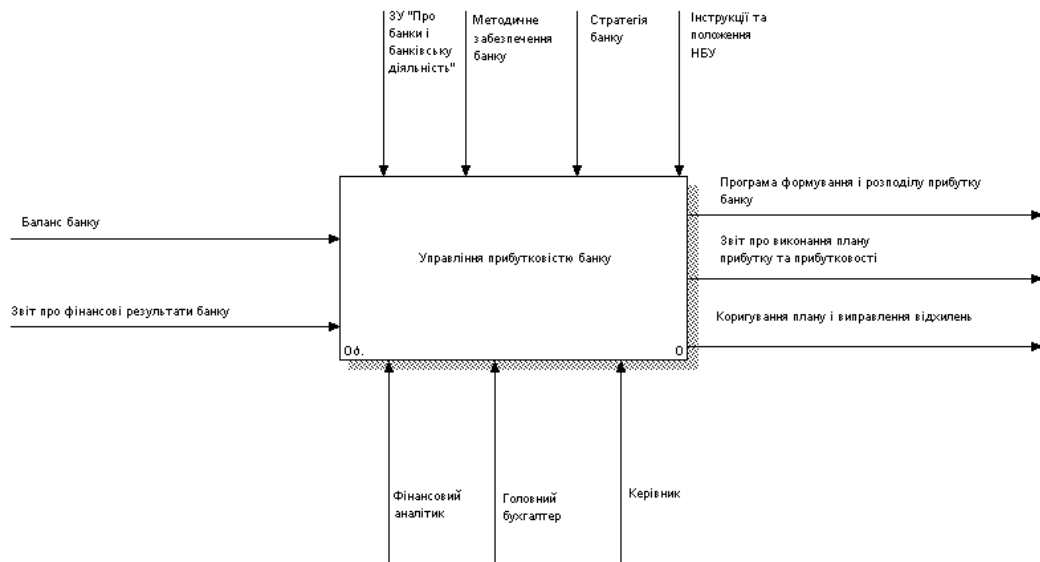 ЗУ "Про
банки і
банківську
діяльність"
Методичне
забезпечення
банку
Стратегія
банку
Інструкції та
положення
НБУ
Баланс банку
Звіт про фінансові результати банку
Управління прибутковістю банку
0д.
0
Програма формування і розподілу прибутку
банку
Звіт про виконання плану
прибутку та прибутковості
Коригування плану і виправлення відхилень
Фінансовий
аналітик
Головний
бухгалтер
Керівник